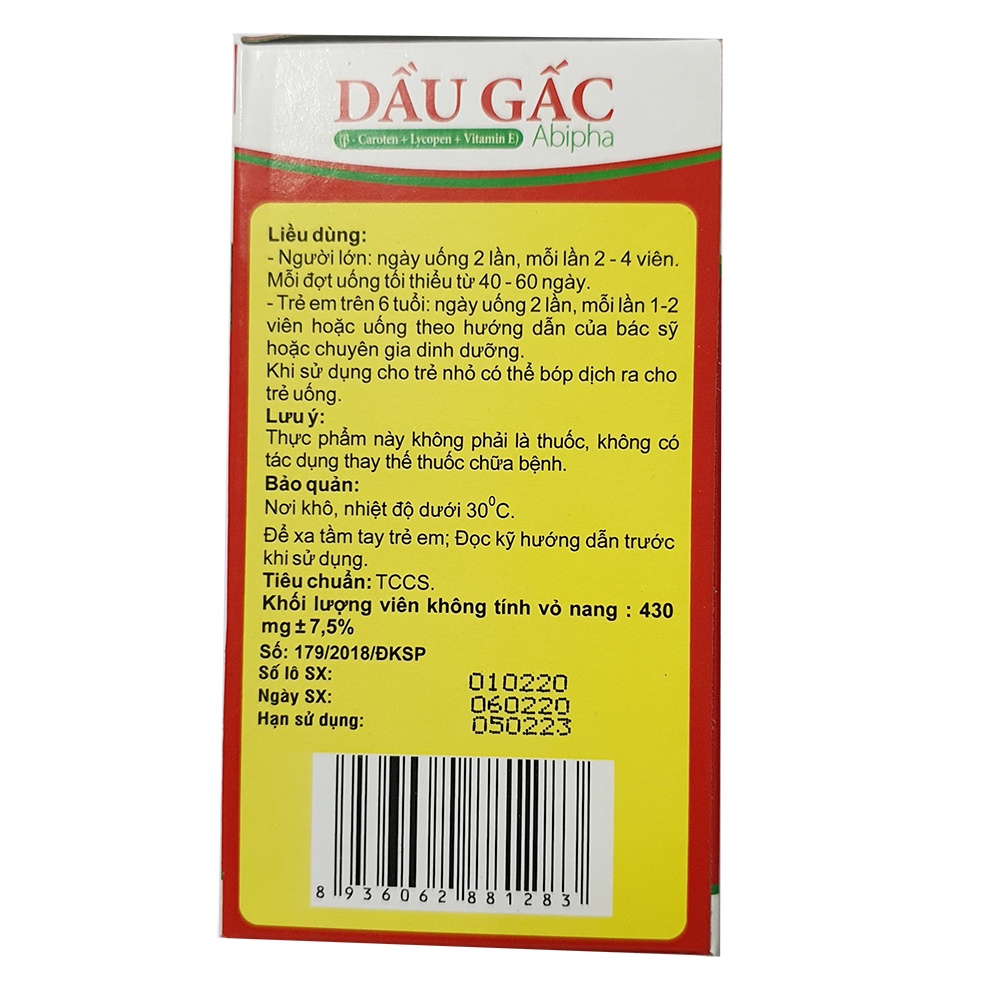 DẦU GẤC
(β - Caroten + Lycopen + Vitamin E) Abipha
Liều dùng:
- Người lớn: ngày uống 2 lần, mỗi lần 2 - 4 viên.
Mỗi đợt uống tối thiểu từ 40 - 60 ngày.
- Trẻ em trên 6 tuổi: ngày uống 2 lần, mỗi lần 1-2
viên hoặc uống theo hướng dẫn của bác sỹ
hoặc chuyên gia dinh dưỡng.
Khi sử dụng cho trẻ nhỏ có thể bóp dịch ra cho
trẻ uống.
Lưu ý:
Thực phẩm này không phải là thuốc, không có
tác dụng thay thế thuốc chữa bệnh.
Bảo quản:
Nơi khô, nhiệt độ dưới 30⁰C.
Để xa tầm tay trẻ em; Đọc kỹ hướng dẫn trước
khi sử dụng.
Tiêu chuẩn: TCCS.
Khối lượng viên không tính vỏ nang : 430
mg ± 7,5%
Số: 179/2018/ĐKSP
Số lô SX: 010220
Ngày SX: 060220
Hạn sử dụng: 050223
8 936062 881283